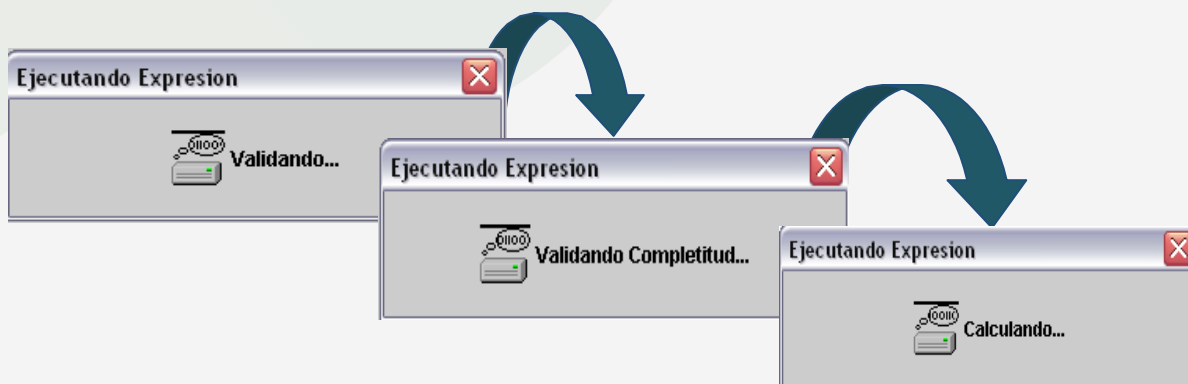 Ejecutando Expresion
Validando...
Ejecutando Expresion
Validando Completitud...
Ejecutando Expresion
Calculando...